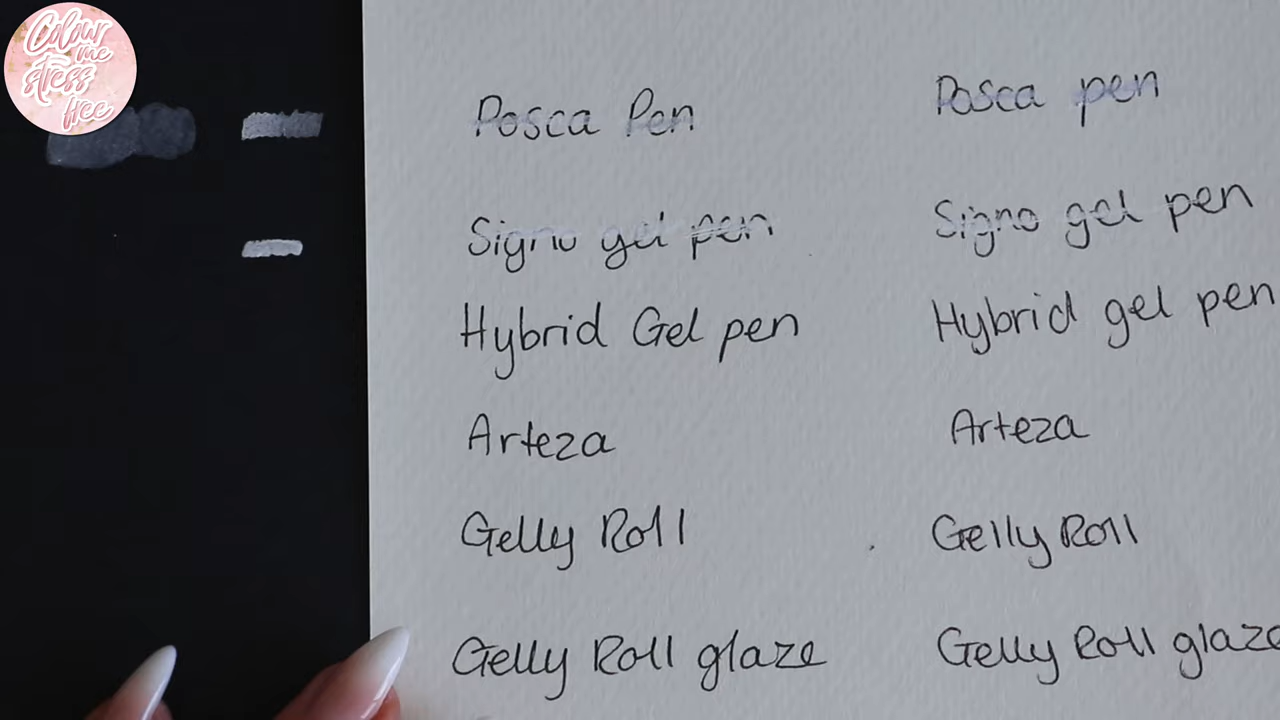 Colour
me
stress
free
Posca Pen
Posca pen
Signo gel pen
Signo gel pen
Hybrid Gel pen
Hybrid gel pen
Arteza
Arteza
Gelly Roll
Gelly Roll
Gelly Roll glaze
Gelly Roll glaze